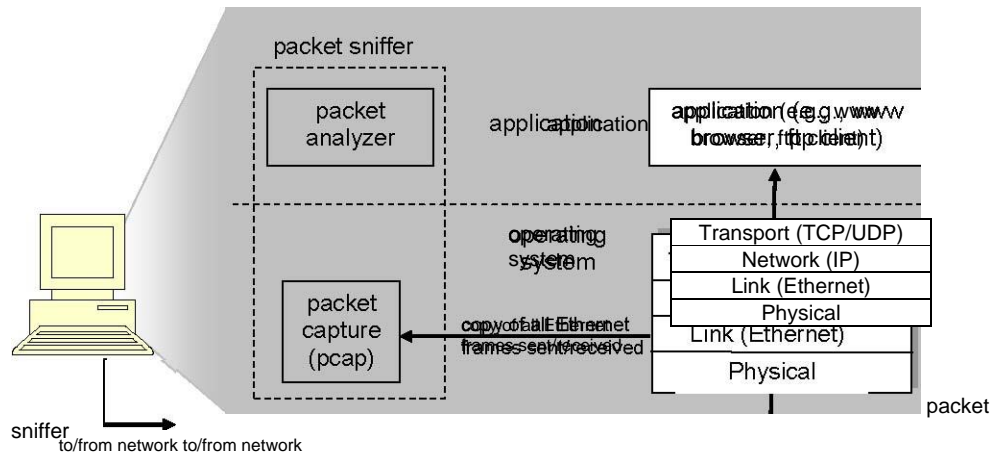 packet sniffer
packet
analyzer
application
application
application (e.g., www
browser, ftp client)
operating
system
Transport (TCP/UDP)
Network (IP)
Link (Ethernet)
Physical
packet
capture
(pcap)
copy of all Ethernet
frames sent/received
Link (Ethernet)
Physical
packet
sniffer
to/from network to/from network